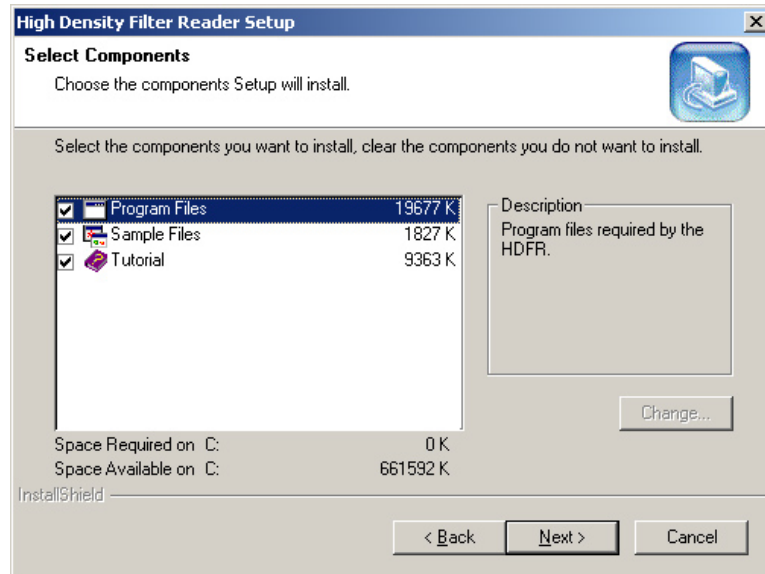 High Density Filter Reader Setup
Select Components
Choose the components Setup will install.
Select the components you want to install, clear the components you do not want to install.
Program Files 19677 K
Sample Files 1827 K
Tutorial 9363 K
Description
Program files required by the
HDFR.
Change...
Space Required on C: 0 K
Space Available on C: 661592 K
InstallShield
< Back Next > Cancel